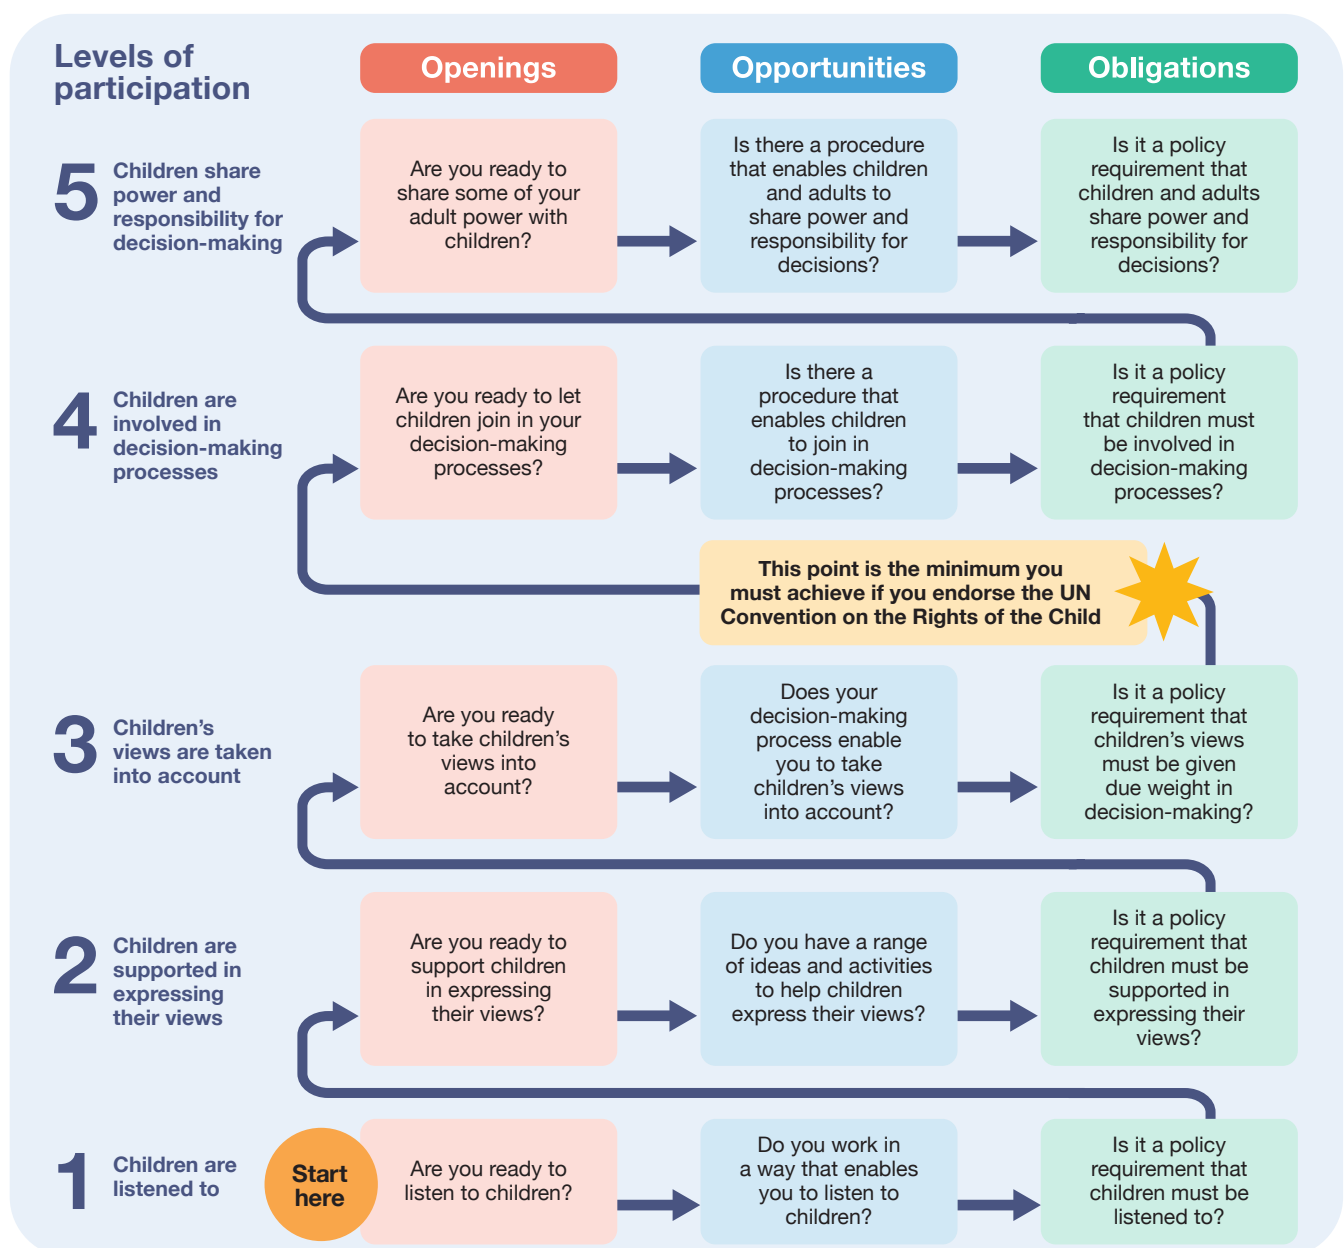 Levels of
participation
Openings
Opportunities
Obligations
5
Children share
power and
responsibility for
decision-making
Are you ready to
share some of your
adult power with
children?
Is there a procedure
that enables children
and adults to
share power and
responsibility for
decisions?
Is it a policy
requirement that
children and adults
share power and
responsibility for
decisions?
4
Children are
involved in
decision-making
processes
Are you ready to let
children join in your
decision-making
processes?
Is there a
procedure that
enables children
to join in
decision-making
processes?
Is it a policy
requirement
that children must
be involved in
decision-making
processes?
This point is the minimum you
must achieve if you endorse the UN
Convention on the Rights of the Child
3
Children’s
views are taken
into account
Are you ready
to take children’s
views into
account?
Does your
decision-making
process enable
you to take
children’s views
into account?
Is it a policy
requirement that
children’s views
must be given
due weight in
decision-making?
2
Children are
supported in
expressing
their views
Are you ready to
support children
in expressing
their views?
Do you have a range
of ideas and activities
to help children
express their views?
Is it a policy
requirement that
children must be
supported in
expressing their
views?
1
Children are
listened to
Start
here
Are you ready to
listen to children?
Do you work in
a way that enables
you to listen to
children?
Is it a policy
requirement that
children must be
listened to?